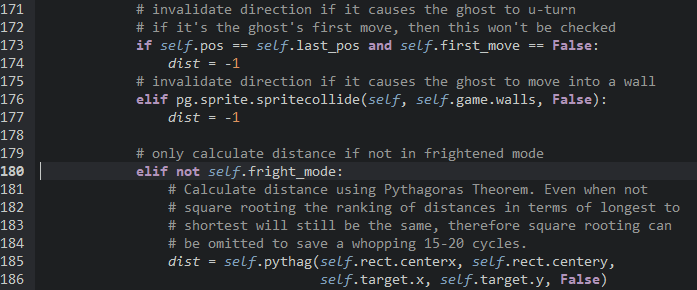 171 # invalidate direction if it causes the ghost to u-turn
172 # if it's the ghost's first move, then this won't be checked
173 if self.pos == self.last_pos and self.first_move == False:
174 dist = -1
175 # invalidate direction if it causes the ghost to move into a wall
176 elif pg.sprite.spritecollide(self, self.game.walls, False):
177 dist = -1
178
179 # only calculate distance if not in frightened mode
180 elif not self.fright_mode:
181 # Calculate distance using Pythagoras Theorem. Even when not
182 # square rooting the ranking of distances in terms of longest to
183 # shortest will still be the same, therefore square rooting can
184 # be omitted to save a whopping 15-20 cycles.
185 dist = self.pythag(self.rect.centerx, self.rect.centery,
186 self.target.x, self.target.y, False)